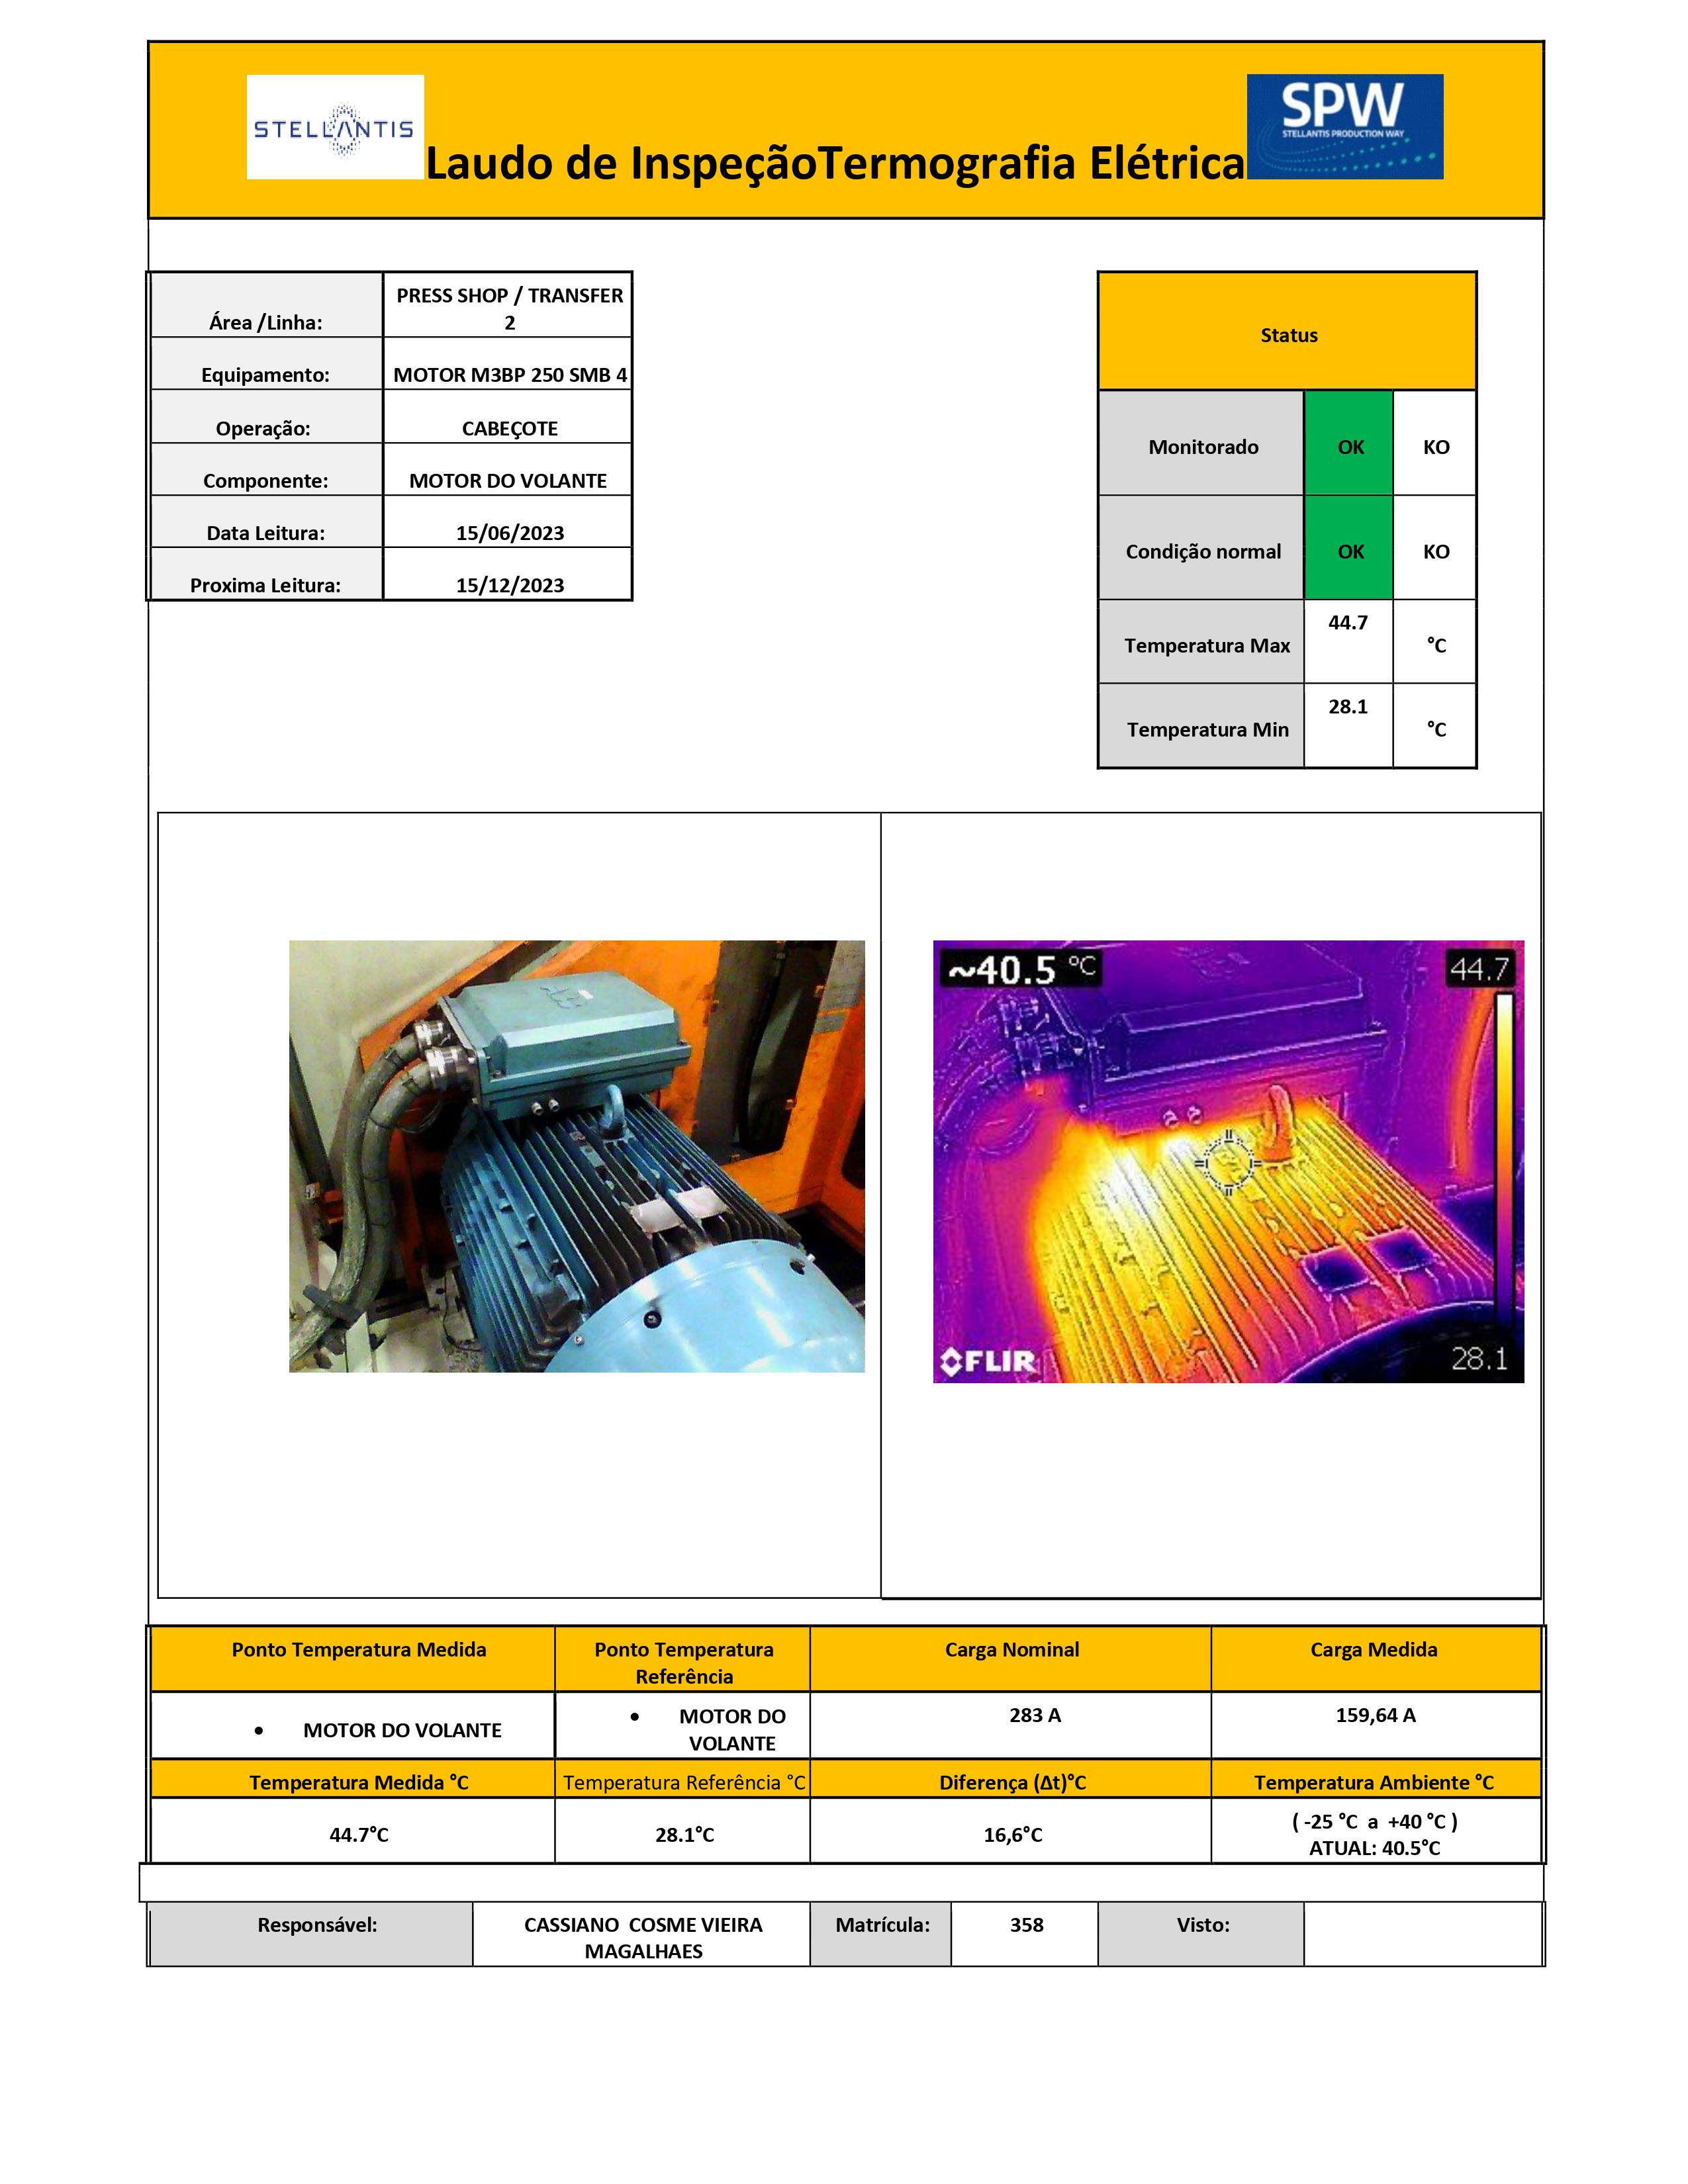 STELLANTIS
Laudo de InspeçãoTermografia Elétrica
SPW
STELLANTIS PRODUCTION WAY
Área /Linha:
PRESS SHOP / TRANSFER
2
Equipamento:
MOTOR M3BP 250 SMB 4
Operação:
CABEÇOTE
Componente:
MOTOR DO VOLANTE
Data Leitura:
15/06/2023
Proxima Leitura:
15/12/2023
Status
Monitorado
OK
KO
Condição normal
OK
KO
Temperatura Max
44.7
°C
Temperatura Min
28.1
°C
~40.5 °C
44.7
FLIR
28.1
Ponto Temperatura Medida
Ponto Temperatura
Referência
Carga Nominal
Carga Medida
• MOTOR DO VOLANTE
• MOTOR DO
VOLANTE
283 A
159,64 A
Temperatura Medida °C
Temperatura Referência °C
Diferença (Δt)°C
Temperatura Ambiente °C
44.7°C
28.1°C
16,6°C
( -25 °C a +40 °C )
ATUAL: 40.5°C
Responsável:
CASSIANO COSME VIEIRA
MAGALHAES
Matrícula:
358
Visto: